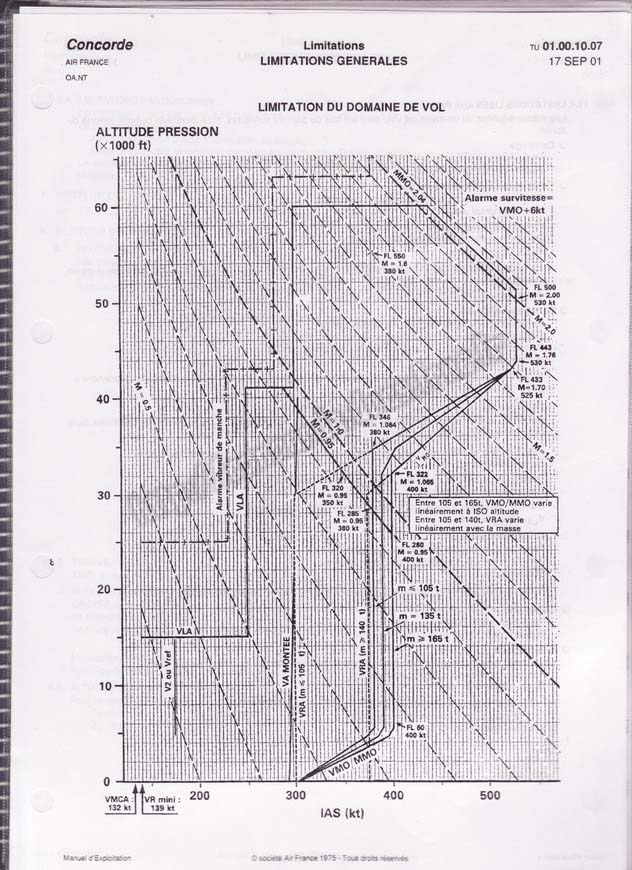 Concorde
AIR FRANCE
OA.NT
Limitations
LIMITATIONS GENERALES
TU 01.00.10.07
17 SEP 01
LIMITATION DU DOMAINE DE VOL
ALTITUDE PRESSION
(×1000 ft)
MMO=2.04
Alarme survitesse=
VMO+6kt
60
FL 550
M = 1.6
380 kt
FL 500
M = 2.00
530 kt
M=2.0
50
FL 443
M = 1.76
530 kt
FL 433
M = 1.70
525 kt
40
M = 0.5
Alarme vibreur de manche
VLA
M=1.0
M=0.95
FL 346
M = 1.064
380 kt
M=1.5
FL 320
M = 0.95
350 kt
FL 323
M = 1.065
400 kt
30
FL 285
M = 0.95
380 kt
Entre 105 et 165t, VMO/MMO varie
linéairement à ISO altitude
Entre 105 et 140t, VRA varie
linéairement avec la masse
FL 260
M = 0.95
400 kt
20
m ≤ 105 t
m = 135 t
m ≥ 165 t
VLA
V2 ou Vref
VA MONTEE
VRA (m ≤ 105 t)
VRA (m ≥ 140 t)
10
FL 60
400 kt
VMO MMO
0
200
300
400
500
VMCA :
132 kt
VR mini :
139 kt
IAS (kt)
Manuel d'Exploitation
© société Air France 1975 - Tous droits réservés